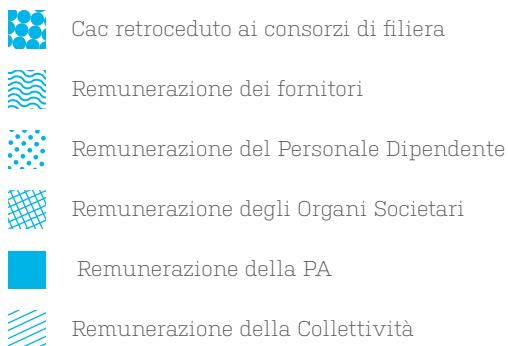 Cac retroceduto ai consorzi di filiera
Remunerazione dei fornitori
Remunerazione del Personale Dipendente
Remunerazione degli Organi Societari
Remunerazione della PA
Remunerazione della Collettività